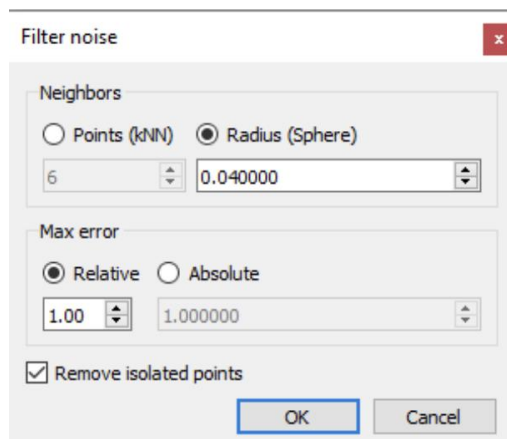 Filter noise
x
Neighbors
Points (kNN) Radius (Sphere)
6 0.040000
Max error
Relative Absolute
1.00 1.000000
Remove isolated points
OK Cancel